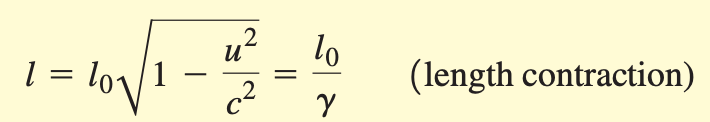 l = l₀√(1 − u²/c²) = l₀/γ (length contraction)